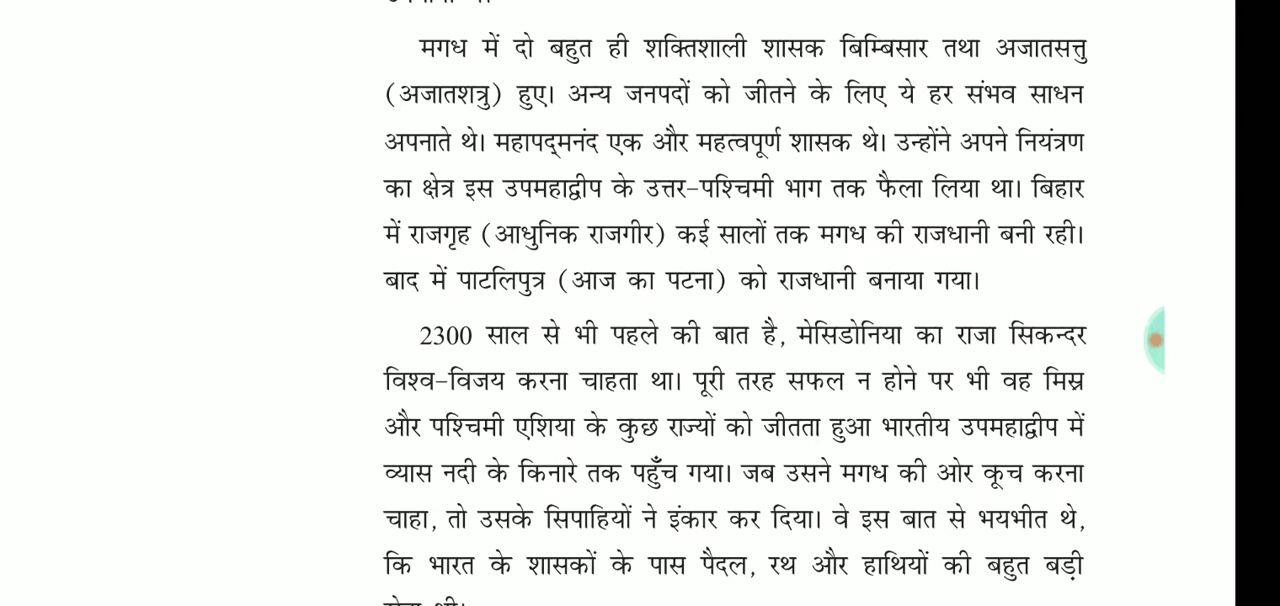 मगध में दो बहुत ही शक्तिशाली शासक बिम्बिसार तथा अजातसत्तु
(अजातशत्रु) हुए। अन्य जनपदों को जीतने के लिए ये हर संभव साधन
अपनाते थे। महापद्मनंद एक और महत्वपूर्ण शासक थे। उन्होंने अपने नियंत्रण
का क्षेत्र इस उपमहाद्वीप के उत्तर-पश्चिमी भाग तक फैला लिया था। बिहार
में राजगृह (आधुनिक राजगीर) कई सालों तक मगध की राजधानी बनी रही।
बाद में पाटलिपुत्र (आज का पटना) को राजधानी बनाया गया।
2300 साल से भी पहले की बात है, मेसिडोनिया का राजा सिकन्दर
विश्व-विजय करना चाहता था। पूरी तरह सफल न होने पर भी वह मिस्र
और पश्चिमी एशिया के कुछ राज्यों को जीतता हुआ भारतीय उपमहाद्वीप में
व्यास नदी के किनारे तक पहुँच गया। जब उसने मगध की ओर कूच करना
चाहा, तो उसके सिपाहियों ने इंकार कर दिया। वे इस बात से भयभीत थे,
कि भारत के शासकों के पास पैदल, रथ और हाथियों की बहुत बड़ी